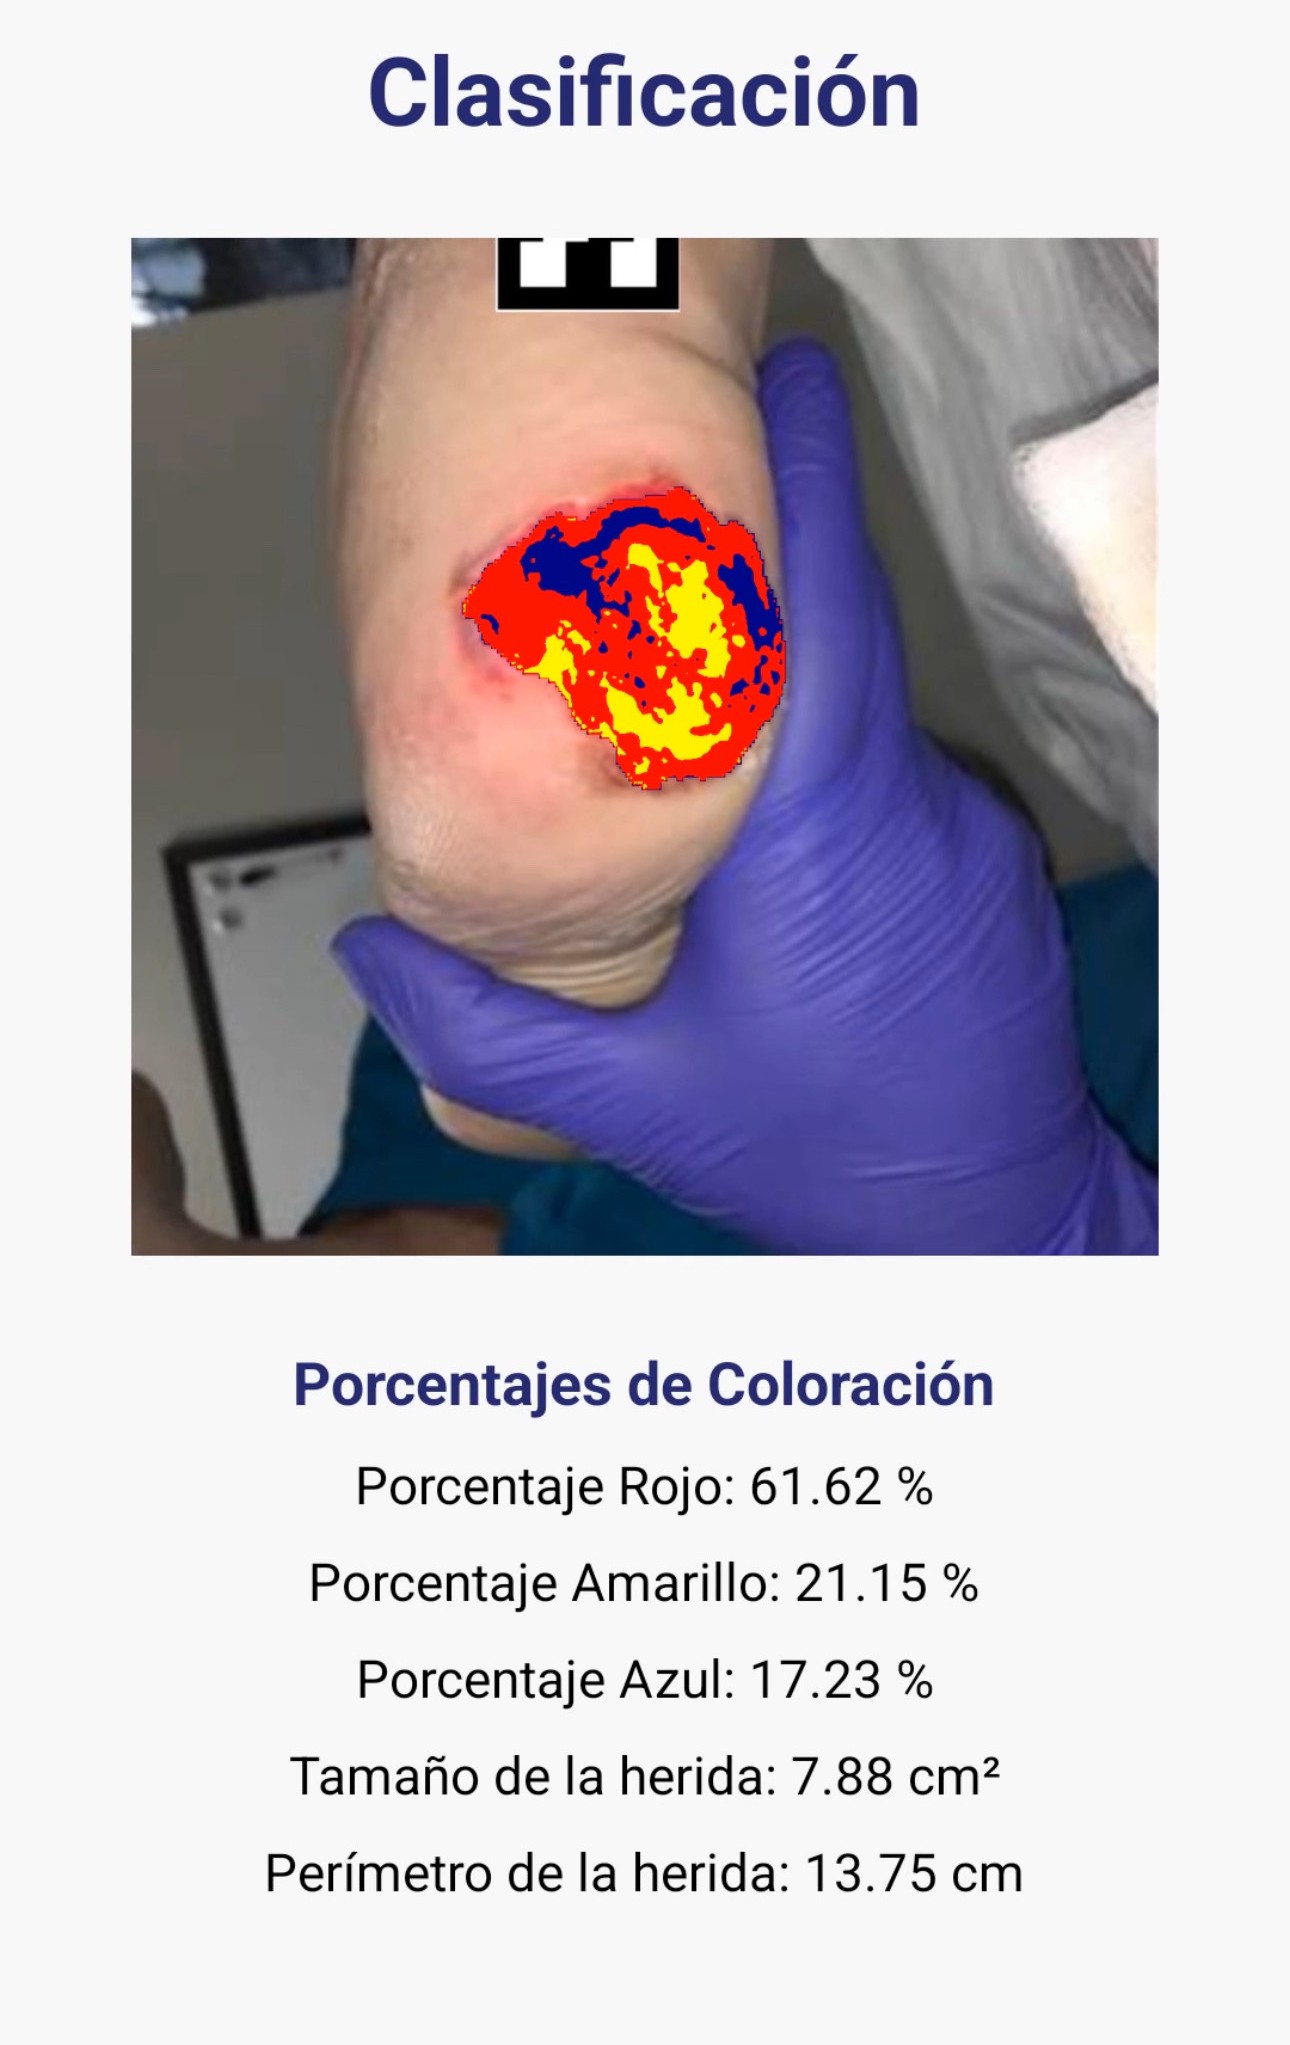 Clasificación
Porcentajes de Coloración
Porcentaje Rojo: 61.62 %
Porcentaje Amarillo: 21.15 %
Porcentaje Azul: 17.23 %
Tamaño de la herida: 7.88 cm²
Perímetro de la herida: 13.75 cm